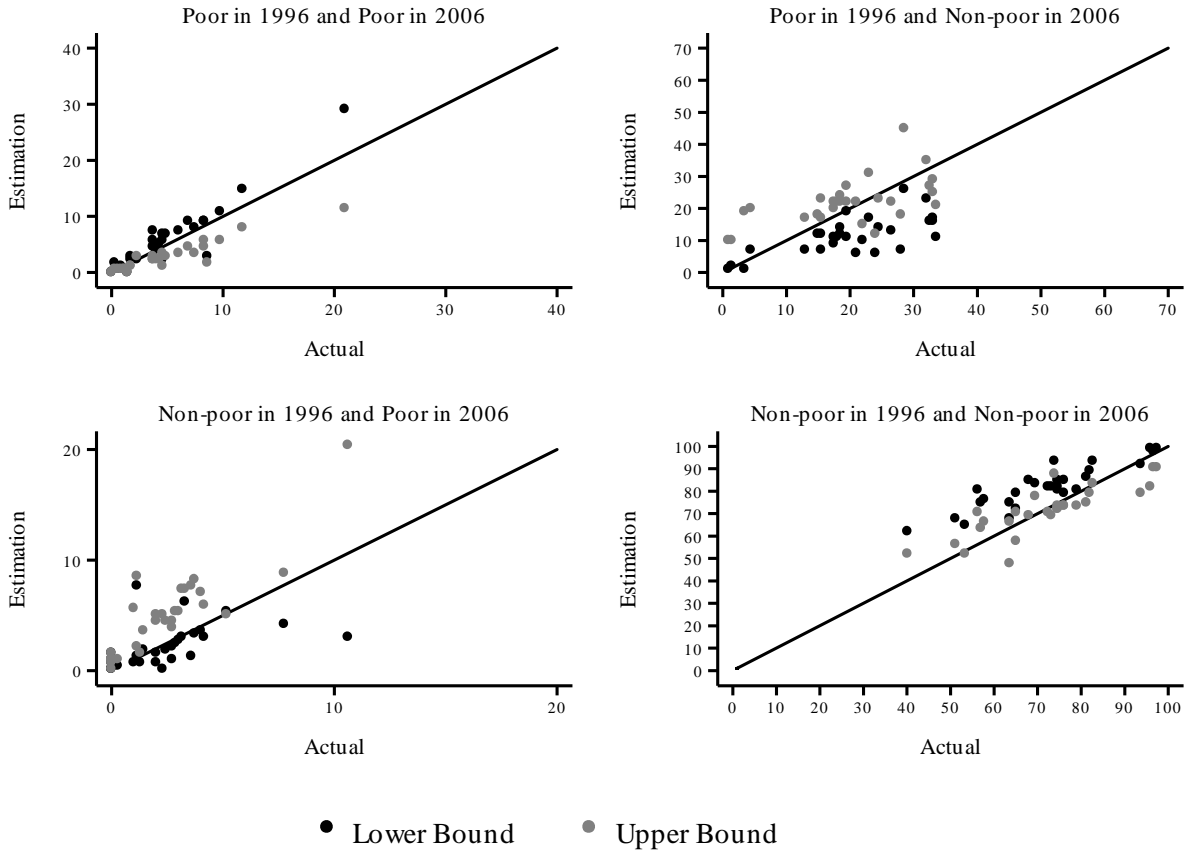 Poor in 1996 and Poor in 2006
Estimation
40
30
20
10
0
0 10 20 30 40
Actual
Poor in 1996 and Non-poor in 2006
Estimation
70
60
50
40
30
20
10
0
0 10 20 30 40 50 60 70
Actual
Non-poor in 1996 and Poor in 2006
Estimation
20
10
0
0 10 20
Actual
Non-poor in 1996 and Non-poor in 2006
Estimation
100
90
80
70
60
50
40
30
20
10
0
0 10 20 30 40 50 60 70 80 90 100
Actual
Lower Bound Upper Bound